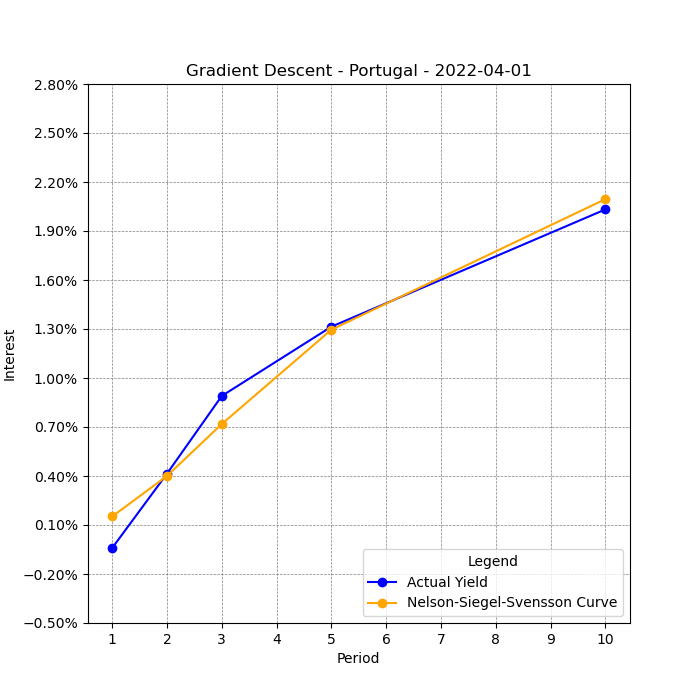 Gradient Descent - Portugal - 2022-04-01
2.80%
2.50%
2.20%
1.90%
1.60%
1.30%
1.00%
0.70%
0.40%
0.10%
−0.20%
−0.50%
Interest
Legend
Actual Yield
Nelson-Siegel-Svensson Curve
1 2 3 4 5 6 7 8 9 10
Period